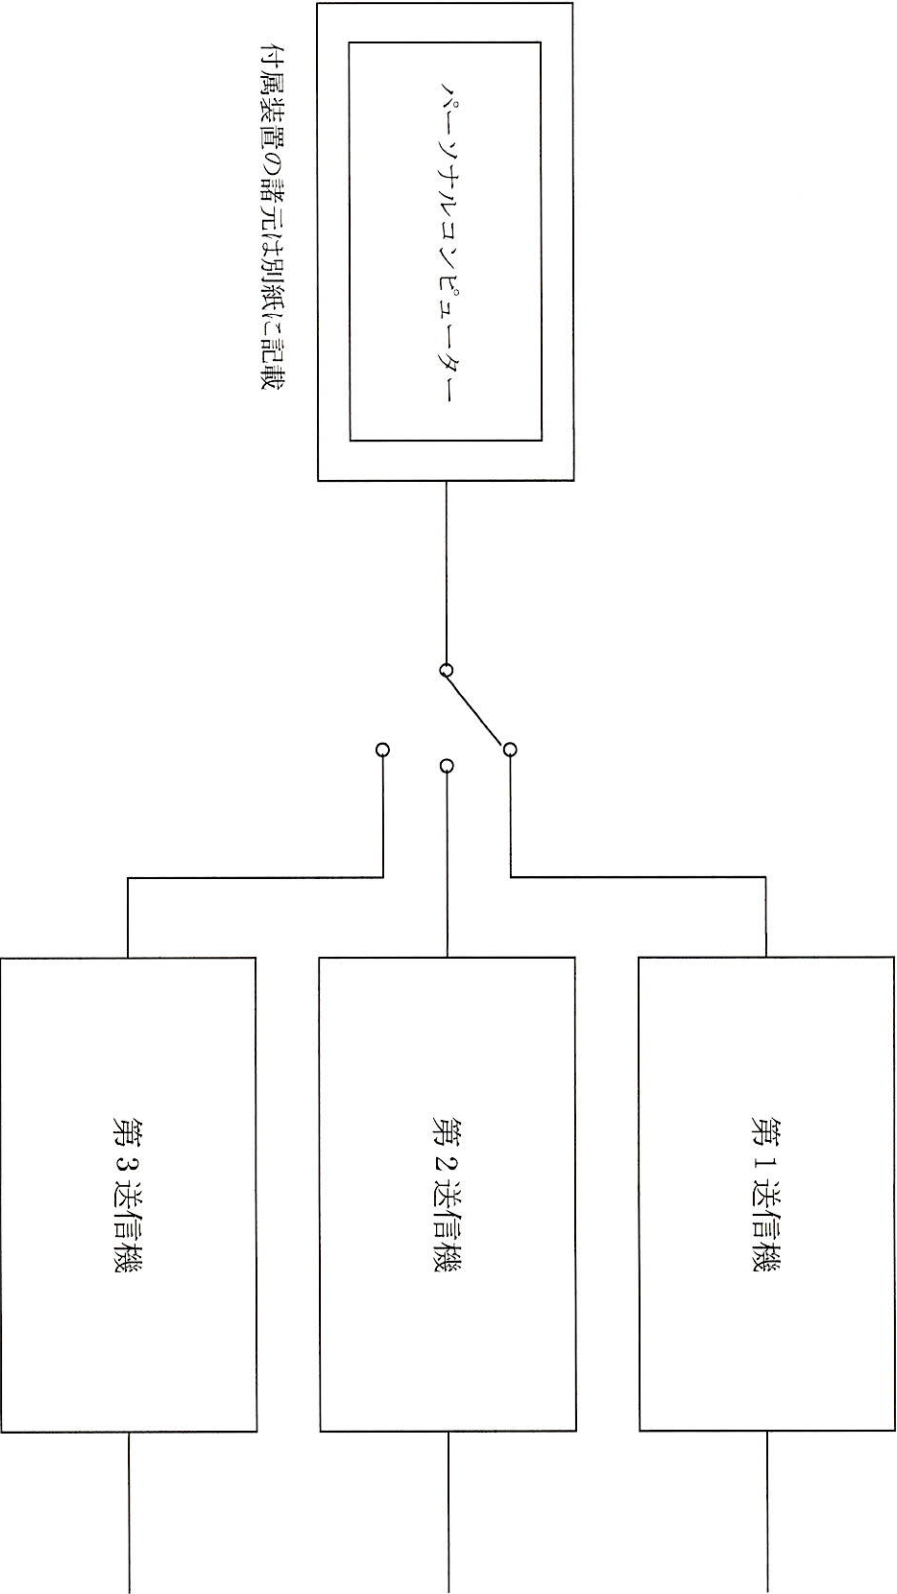 パーソナルコンピューター
付属装置の諸元は別紙に記載
第1送信機
第2送信機
第3送信機